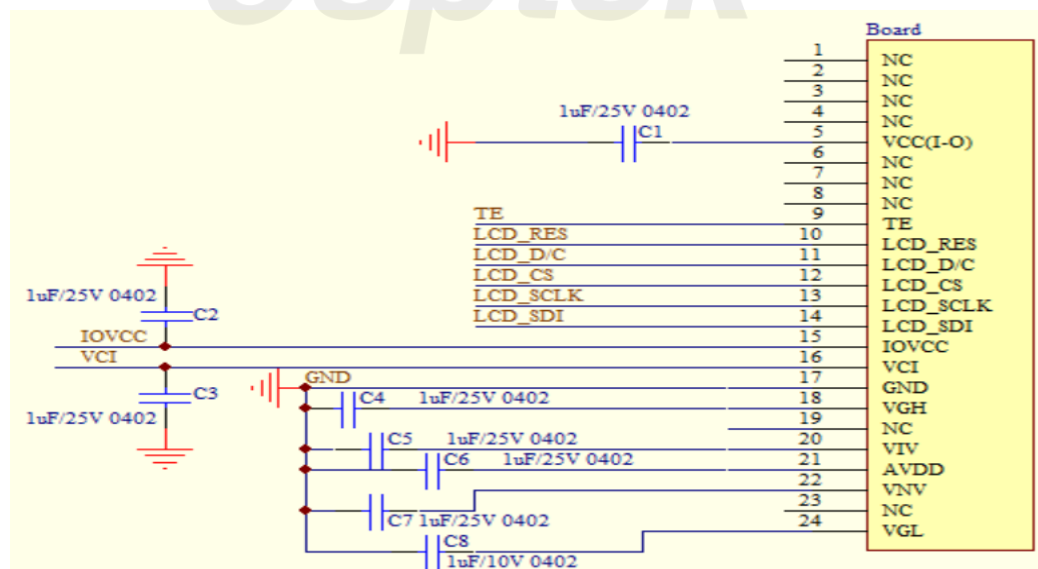 Board
1 NC
2 NC
3 NC
4 NC
1uF/25V 0402
C1
5 VCC(I-O)
6 NC
7 NC
8 NC
TE 9 TE
LCD_RES 10 LCD_RES
LCD_D/C 11 LCD_D/C
LCD_CS 12 LCD_CS
LCD_SCLK 13 LCD_SCLK
LCD_SDI 14 LCD_SDI
1uF/25V 0402
C2
IOVCC 15 IOVCC
VCI 16 VCI
GND 17 GND
C3
1uF/25V 0402
C4 1uF/25V 0402 18 VGH
19 NC
C5 1uF/25V 0402 20 VIV
C6 1uF/25V 0402 21 AVDD
22 VNV
23 NC
C7 1uF/25V 0402 24 VGL
C8
1uF/10V 0402